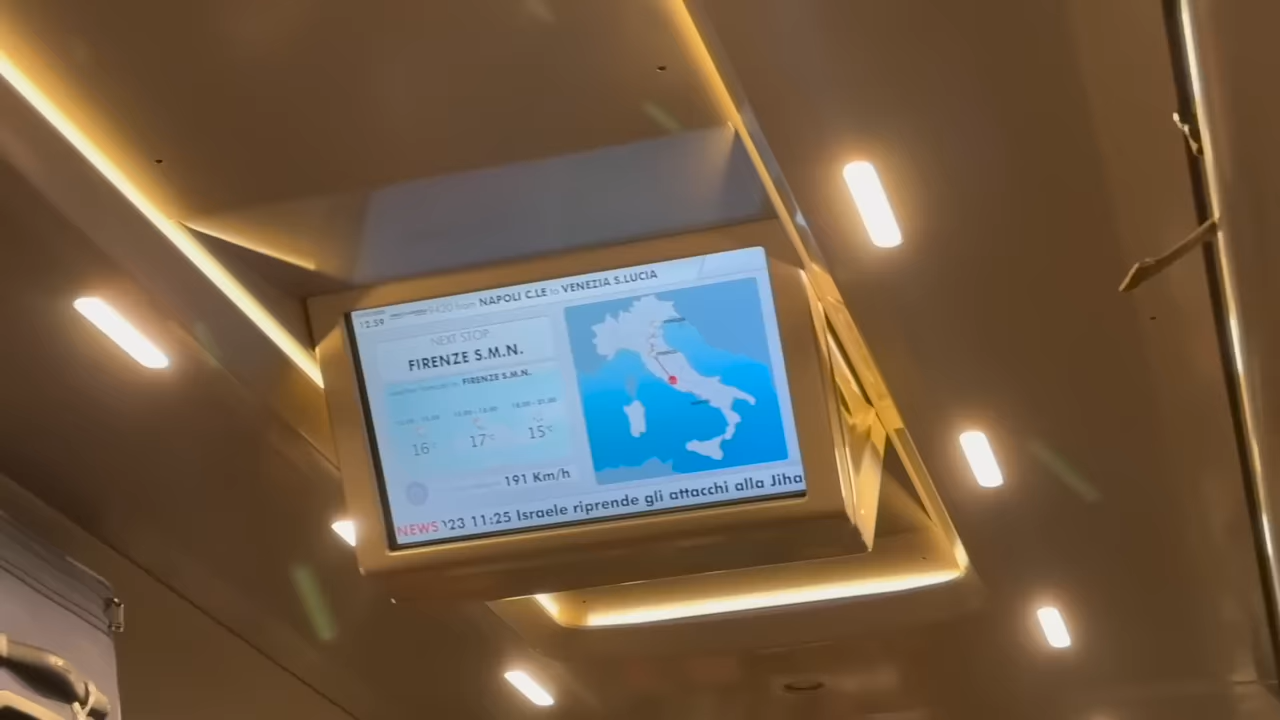 12.59 9420 from NAPOLI C.LE to VENEZIA S.LUCIA
NEXT STOP
FIRENZE S.M.N.
FIRENZE S.M.N.
16° 17°C 15°C
191 Km/h
NEWS '23 11:25 Israele riprende gli attacchi alla Jiha